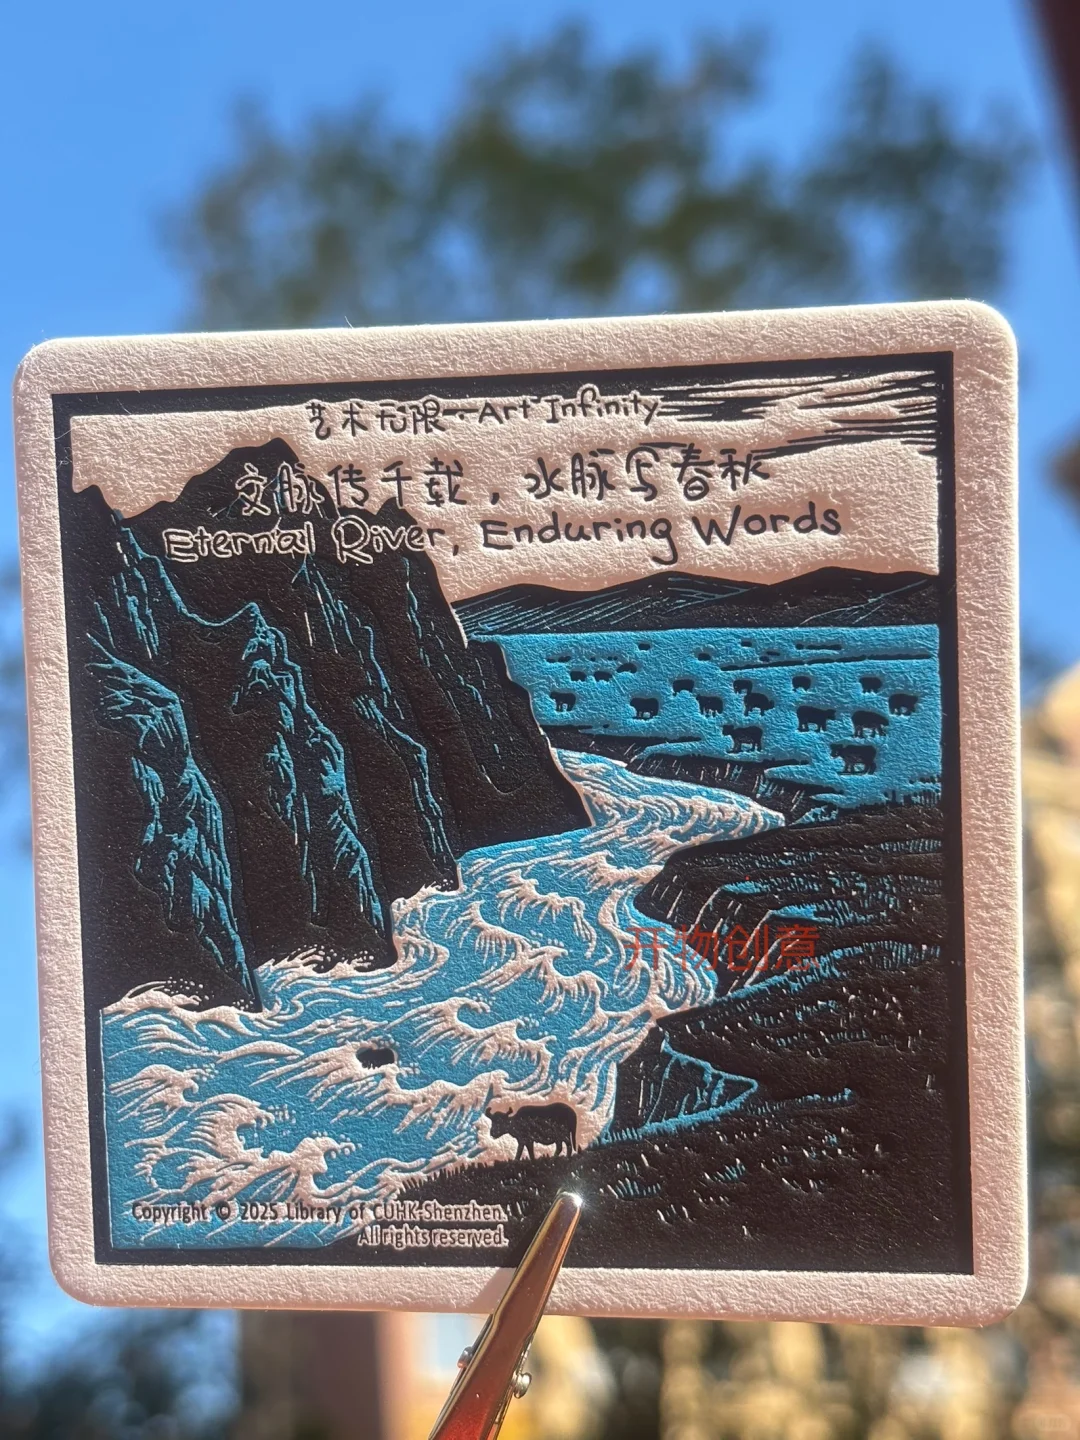 艺术无限··Art Infinity
文脉传千载，水脉写春秋
Eternal River, Enduring Words
开物创意
Copyright © 2025 Library of CUHK-Shenzhen.
All rights reserved.